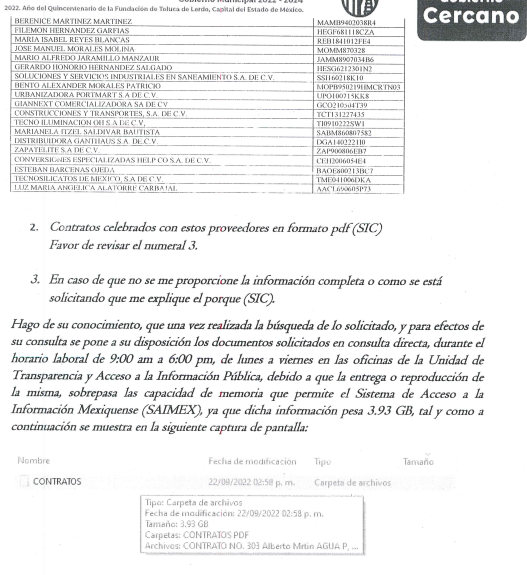 Gobierno Municipal 2022 - 2024
2022. Año del Quincentenario de la Fundación de Toluca de Lerdo, Capital del Estado de México.
Gobierno
Cercano
BERENICE MARTINEZ MARTINEZ MAMB9402038R4
FILEMON HERNANDEZ GARFIAS HEGF681118CZA
MARIA ISABEL REYES BLANCAS REB1841012FE4
JOSE MANUEL MORALES MOLINA MOMM870328
MARIO ALFREDO JARAMILLO MANZAUR JAMM8907034B6
GERARDO HONORIO HERNANDEZ SALGADO HESG6212301N2
SOLUCIONES Y SERVICIOS INDUSTRIALES EN SANEAMIENTO S.A. DE C.V. SSI160218K10
BENTO ALEXANDER MORALES PATRICIO MOPB950219HMCRTN03
URBANIZADORA PORTMART S.A DE C.V. UPO100715KK8
GIANNEXT COMERCIALIZADORA SA DE CV GCO210504T39
CONSTRUCCIONES Y TRANSPORTES, S.A. DE C.V. TCT131227435
TECNO ILUMINACION OH S.A DE C.V, TI0910222SW1
MARIANELA ITZEL SALDIVAR BAUTISTA SABM860807582
DISTRIBUIDORA GANTHAUS S.A. DE.C.V. DGA1402221I0
ZAPATELITE S.A DE C.V. ZAP900806EB7
CONVERSIONES ESPECIALIZADAS HELP CO S.A. DE C.V. CEH2006054E4
ESTEBAN BARCENAS OJEDA BAOE800213BC7
TECNOSILICATOS DE MEXICO, S.A DE C.V. TME041006DKA
LUZ MARIA ANGELICA ALATORRE CARBAJAL AACL690605P73
2. Contratos celebrados con estos proveedores en formato pdf (SIC)
Favor de revisar el numeral 3.
3. En caso de que no se me proporcione la información completa o como se está
solicitando que me explique el porque (SIC).
Hago de su conocimiento, que una vez realizada la búsqueda de lo solicitado, y para efectos de
su consulta se pone a su disposición los documentos solicitados en consulta directa, durante el
horario laboral de 9:00 am a 6:00 pm, de lunes a viernes en las oficinas de la Unidad de
Transparencia y Acceso a la Información Pública, debido a que la entrega o reproducción de
la misma, sobrepasa las capacidad de memoria que permite el Sistema de Acceso a la
Información Mexiquense (SAIMEX), ya que dicha información pesa 3.93 GB, tal y como a
continuación se muestra en la siguiente captura de pantalla:
Nombre Fecha de modificación Tipo Tamaño
CONTRATOS 22/09/2022 02:58 p. m. Carpeta de archivos
Tipo: Carpeta de archivos
Fecha de modificación: 22/09/2022 02:58 p. m.
Tamaño: 3.93 GB
Carpetas: CONTRATOS PDF
Archivos: CONTRATO NO. 303 Alberto Mrtin AGUA P, ...